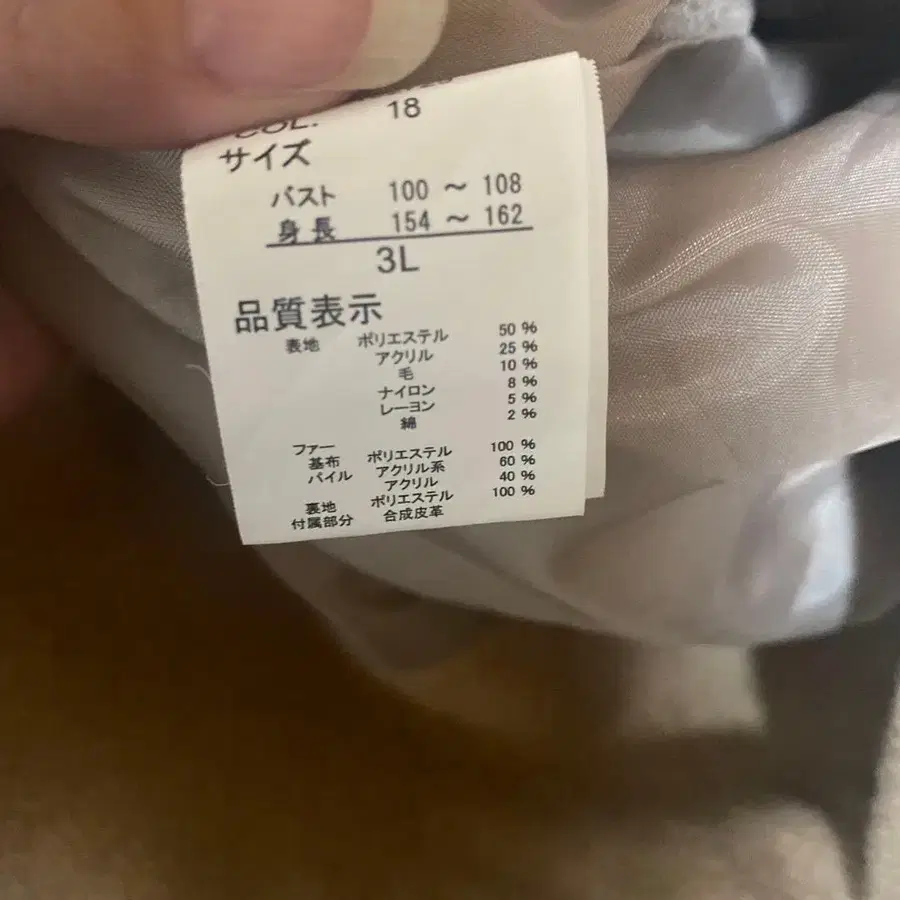 COL. 18
サイズ
バスト 100 ～ 108
身長 154 ～ 162
3L
品質表示
表地 ポリエステル 50 %
アクリル 25 %
毛 10 %
ナイロン 8 %
レーヨン 5 %
綿 2 %
ファー
基布 ポリエステル 100 %
パイル アクリル系 60 %
アクリル 40 %
裏地 ポリエステル 100 %
付属部分 合成皮革